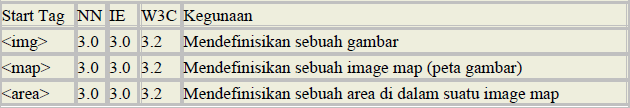 Start Tag NN IE W3C Kegunaan
<img> 3.0 3.0 3.2 Mendefinisikan sebuah gambar
<map> 3.0 3.0 3.2 Mendefinisikan sebuah image map (peta gambar)
<area> 3.0 3.0 3.2 Mendefinisikan sebuah area di dalam suatu image map